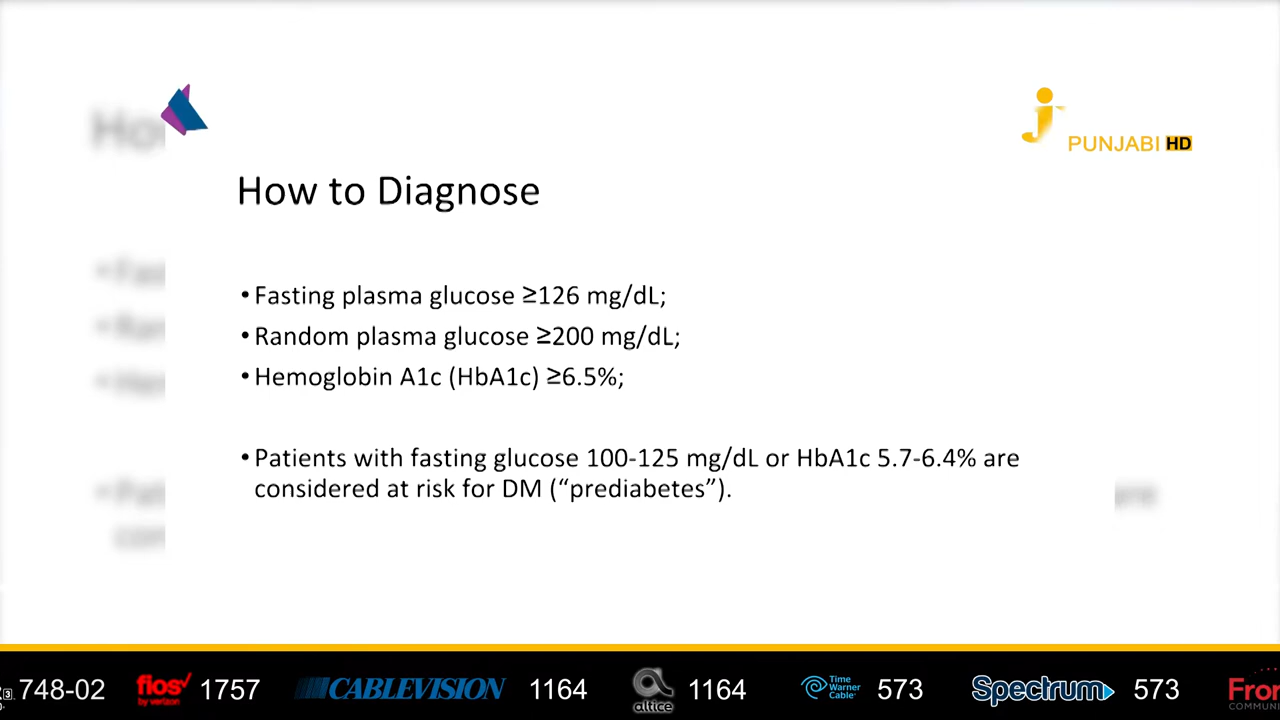 PUNJABI HD
How to Diagnose
• Fasting plasma glucose ≥126 mg/dL;
• Random plasma glucose ≥200 mg/dL;
• Hemoglobin A1c (HbA1c) ≥6.5%;
• Patients with fasting glucose 100-125 mg/dL or HbA1c 5.7-6.4% are
considered at risk for DM (“prediabetes”).
748-02 fios by verizon 1757 CABLEVISION 1164 altice 1164 Time Warner Cable 573 Spectrum 573